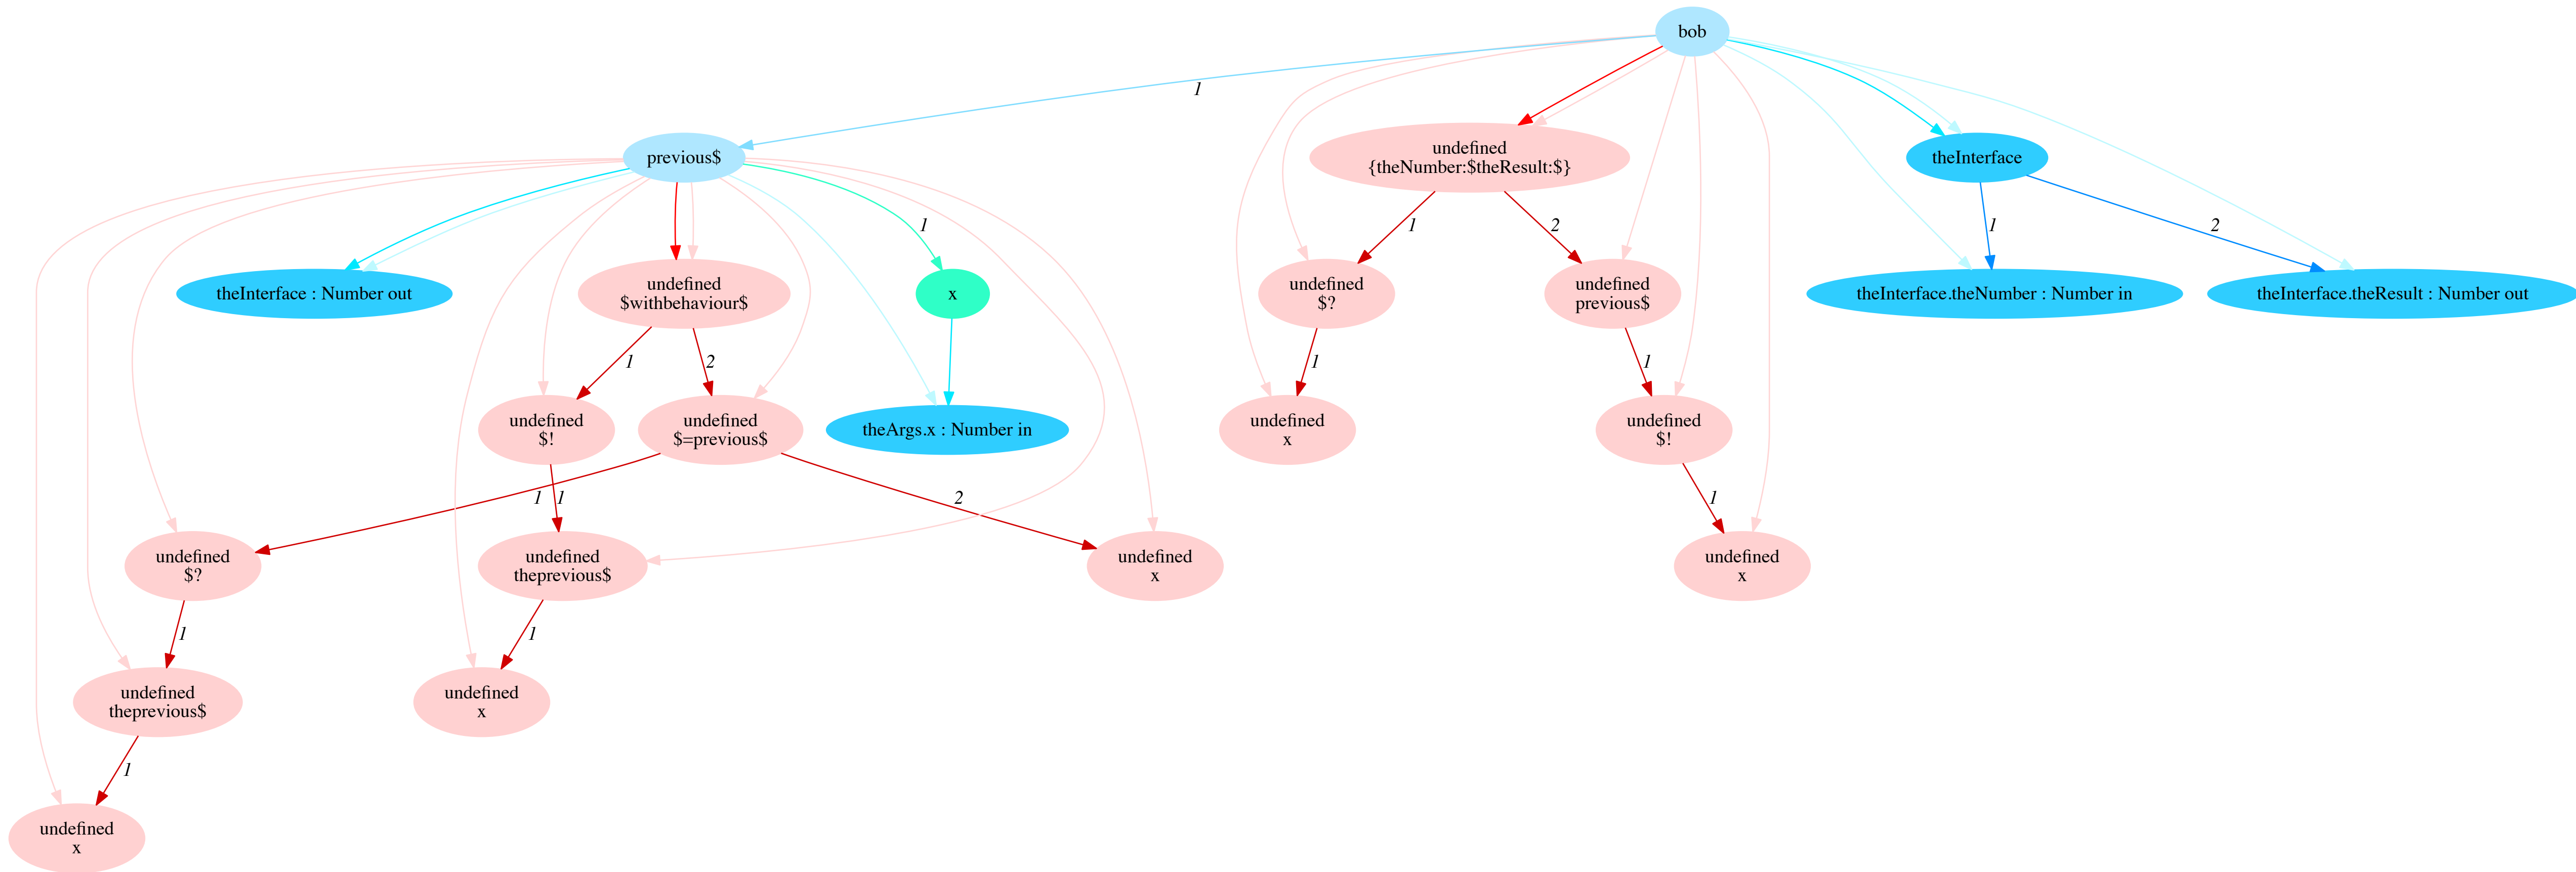 bob
1
previous$
undefined
{theNumber:$theResult:$}
theInterface
1
1
2
1
2
theInterface : Number out
undefined
$withbehaviour$
x
undefined
$?
undefined
previous$
theInterface.theNumber : Number in
theInterface.theResult : Number out
1
2
1
1
undefined
$!
undefined
$=previous$
theArgs.x : Number in
undefined
x
undefined
$!
1
1
2
1
undefined
$?
undefined
theprevious$
undefined
x
undefined
x
1
1
undefined
theprevious$
undefined
x
1
undefined
x